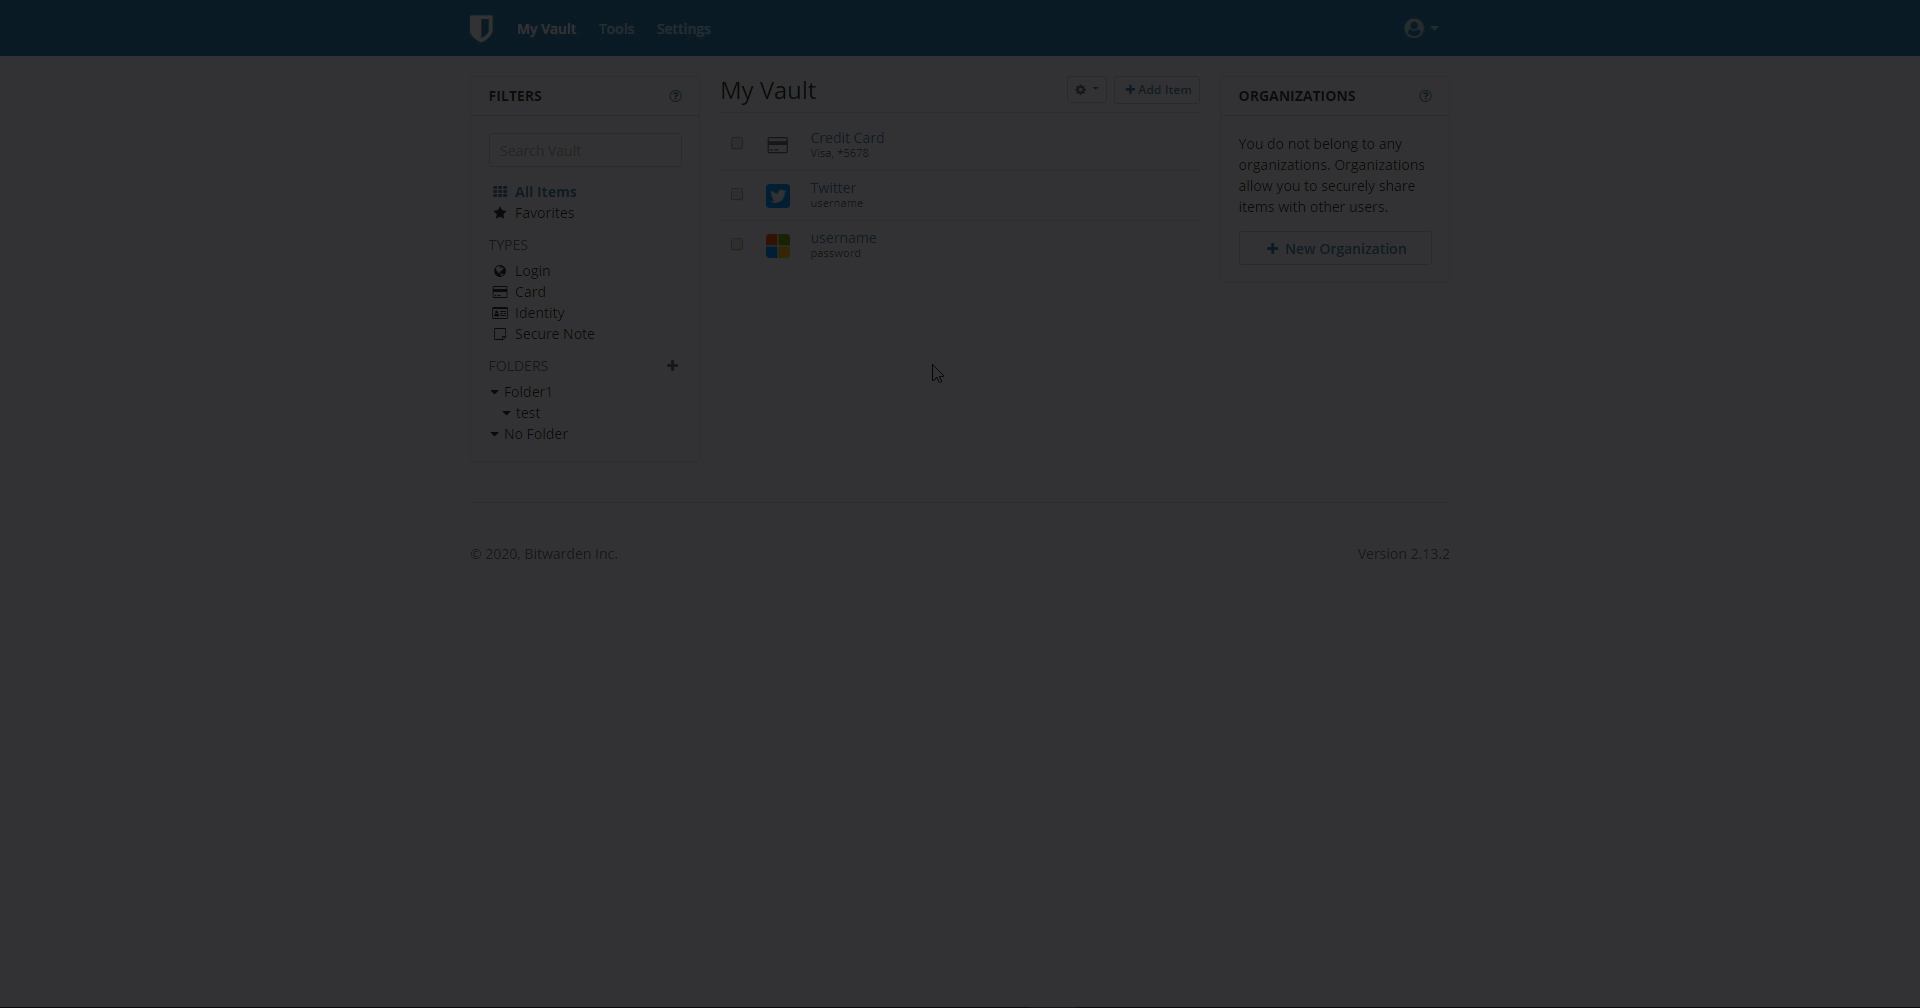 My Vault
Tools
Settings
FILTERS
Search Vault
All Items
Favorites
TYPES
Login
Card
Identity
Secure Note
FOLDERS
Folder1
test
No Folder
My Vault
Add Item
Credit Card
Visa, *5678
Twitter
username
username
password
ORGANIZATIONS
You do not belong to any
organizations. Organizations
allow you to securely share
items with other users.
New Organization
© 2020, Bitwarden Inc.
Version 2.13.2